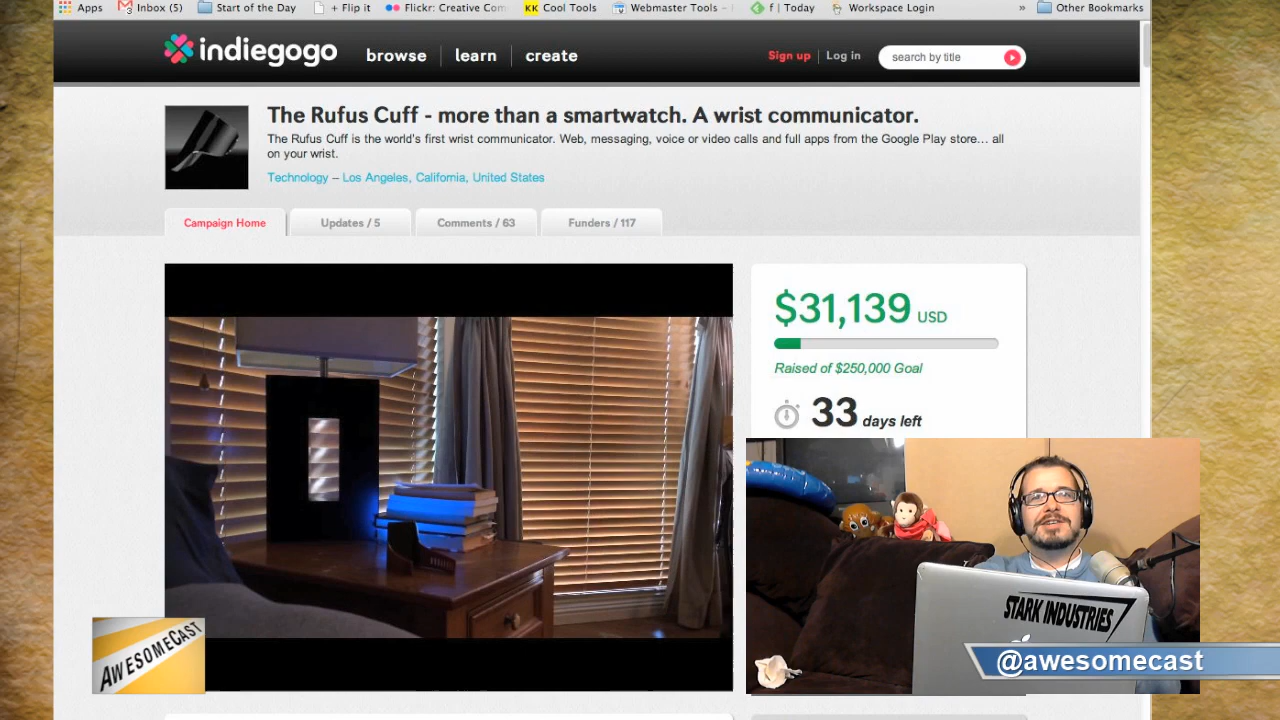 Apps
Inbox (5)
Start of the Day
+ Flip it
Flickr: Creative Com
KK
Cool Tools
Webmaster Tools -
f | Today
Workspace Login
»
Other Bookmarks
indiegogo
browse
learn
create
Sign up
Log in
search by title
The Rufus Cuff - more than a smartwatch. A wrist communicator.
The Rufus Cuff is the world's first wrist communicator. Web, messaging, voice or video calls and full apps from the Google Play store... all
on your wrist.
Technology – Los Angeles, California, United States
Campaign Home
Updates / 5
Comments / 63
Funders / 117
$31,139 USD
Raised of $250,000 Goal
33 days left
STARK INDUSTRIES
AWESOMECAST
@awesomecast